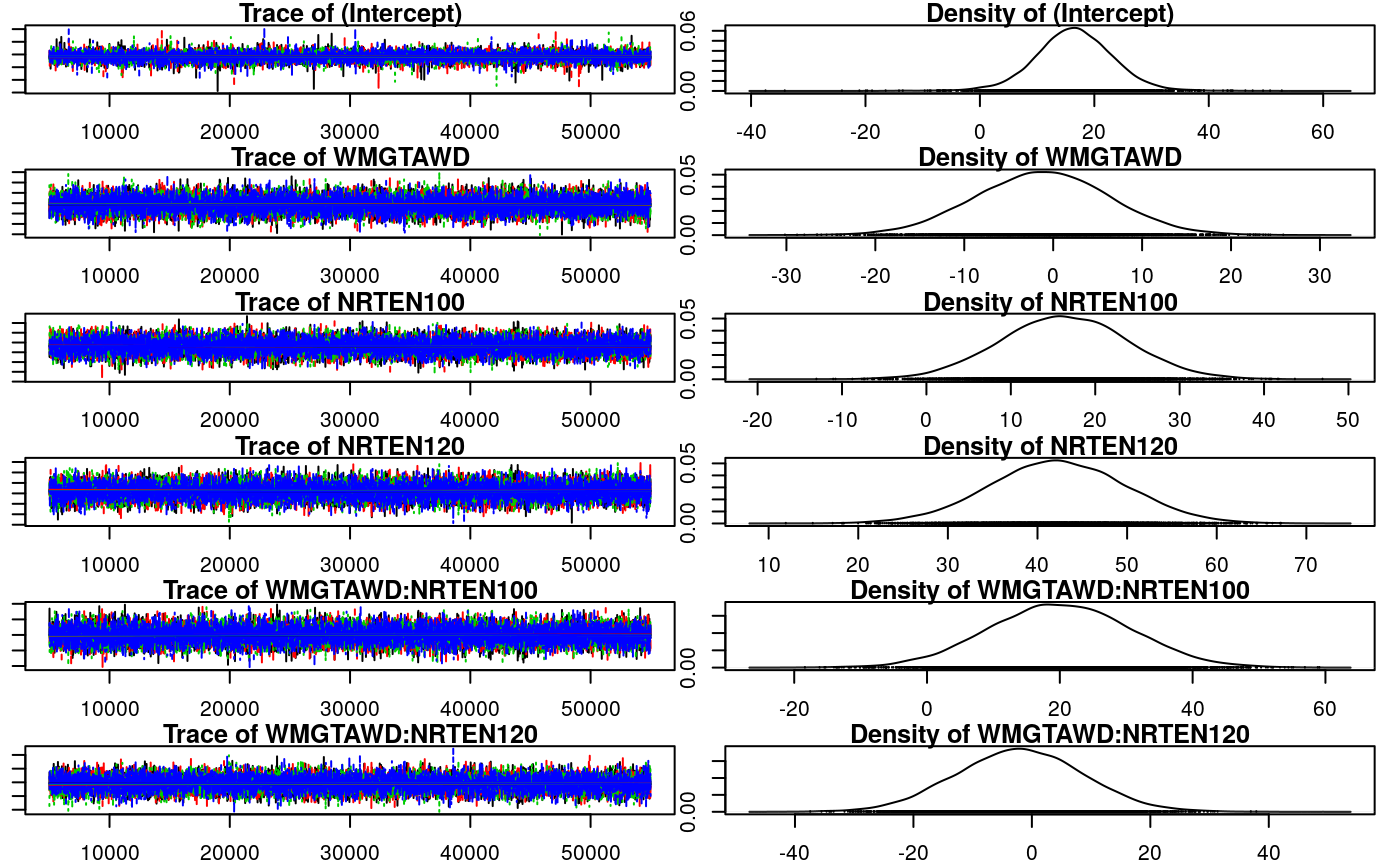 Trace of (Intercept)
Density of (Intercept)
0.00 0.06
10000 20000 30000 40000 50000
-40 -20 0 20 40 60
Trace of WMGTAWD
Density of WMGTAWD
0.00 0.05
10000 20000 30000 40000 50000
-30 -20 -10 0 10 20 30
Trace of NRTEN100
Density of NRTEN100
0.00 0.05
10000 20000 30000 40000 50000
-20 -10 0 10 20 30 40 50
Trace of NRTEN120
Density of NRTEN120
0.00 0.05
10000 20000 30000 40000 50000
10 20 30 40 50 60 70
Trace of WMGTAWD:NRTEN100
Density of WMGTAWD:NRTEN100
0.00
10000 20000 30000 40000 50000
-20 0 20 40 60
Trace of WMGTAWD:NRTEN120
Density of WMGTAWD:NRTEN120
0.00
10000 20000 30000 40000 50000
-40 -20 0 20 40